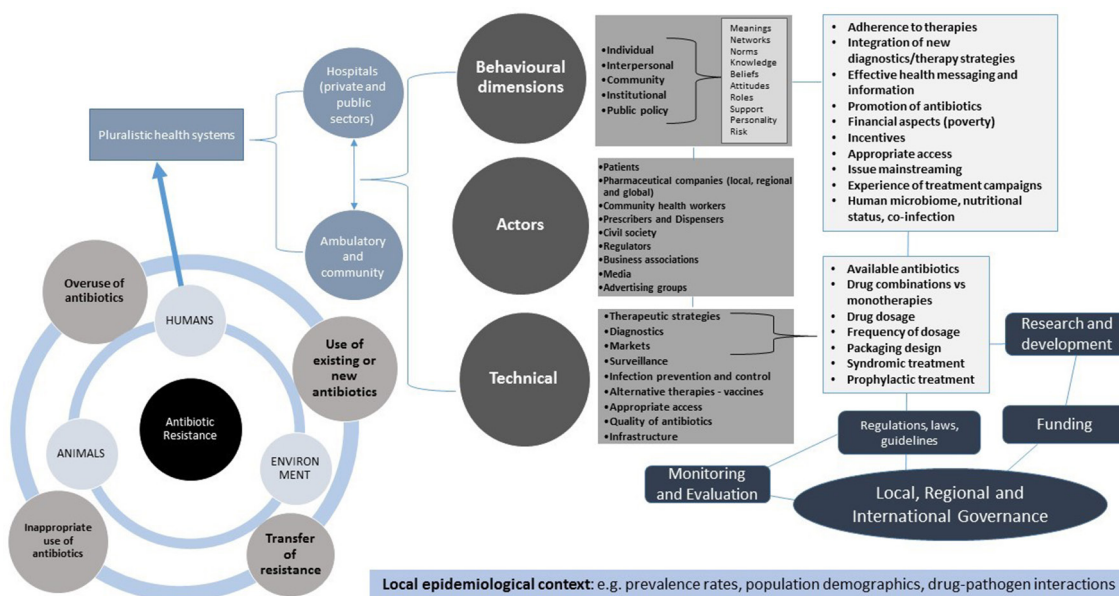 Pluralistic health systems
Hospitals
(private and
public
sectors)
Ambulatory
and
community
Overuse of
antibiotics
HUMANS
Use of
existing or
new
antibiotics
Antibiotic
Resistance
ANIMALS
ENVIRON
MENT
Inappropriate
use of
antibiotics
Transfer
of
resistance
Behavioural
dimensions
•Individual
•Interpersonal
•Community
•Institutional
•Public policy
Meanings
Networks
Norms
Knowledge
Beliefs
Attitudes
Roles
Support
Personality
Risk
Actors
•Patients
•Pharmaceutical companies (local, regional
and global)
•Community health workers
•Prescribers and Dispensers
•Civil society
•Regulators
•Business associations
•Media
•Advertising groups
Technical
•Therapeutic strategies
•Diagnostics
•Markets
•Surveillance
•Infection prevention and control
•Alternative therapies - vaccines
•Appropriate access
•Quality of antibiotics
•Infrastructure
• Adherence to therapies
• Integration of new
diagnostics/therapy strategies
• Effective health messaging and
information
• Promotion of antibiotics
• Financial aspects (poverty)
• Incentives
• Appropriate access
• Issue mainstreaming
• Experience of treatment campaigns
• Human microbiome, nutritional
status, co-infection
• Available antibiotics
• Drug combinations vs
monotherapies
• Drug dosage
• Frequency of dosage
• Packaging design
• Syndromic treatment
• Prophylactic treatment
Research and
development
Funding
Regulations, laws,
guidelines
Monitoring
and Evaluation
Local, Regional and
International Governance
Local epidemiological context: e.g. prevalence rates, population demographics, drug-pathogen interactions